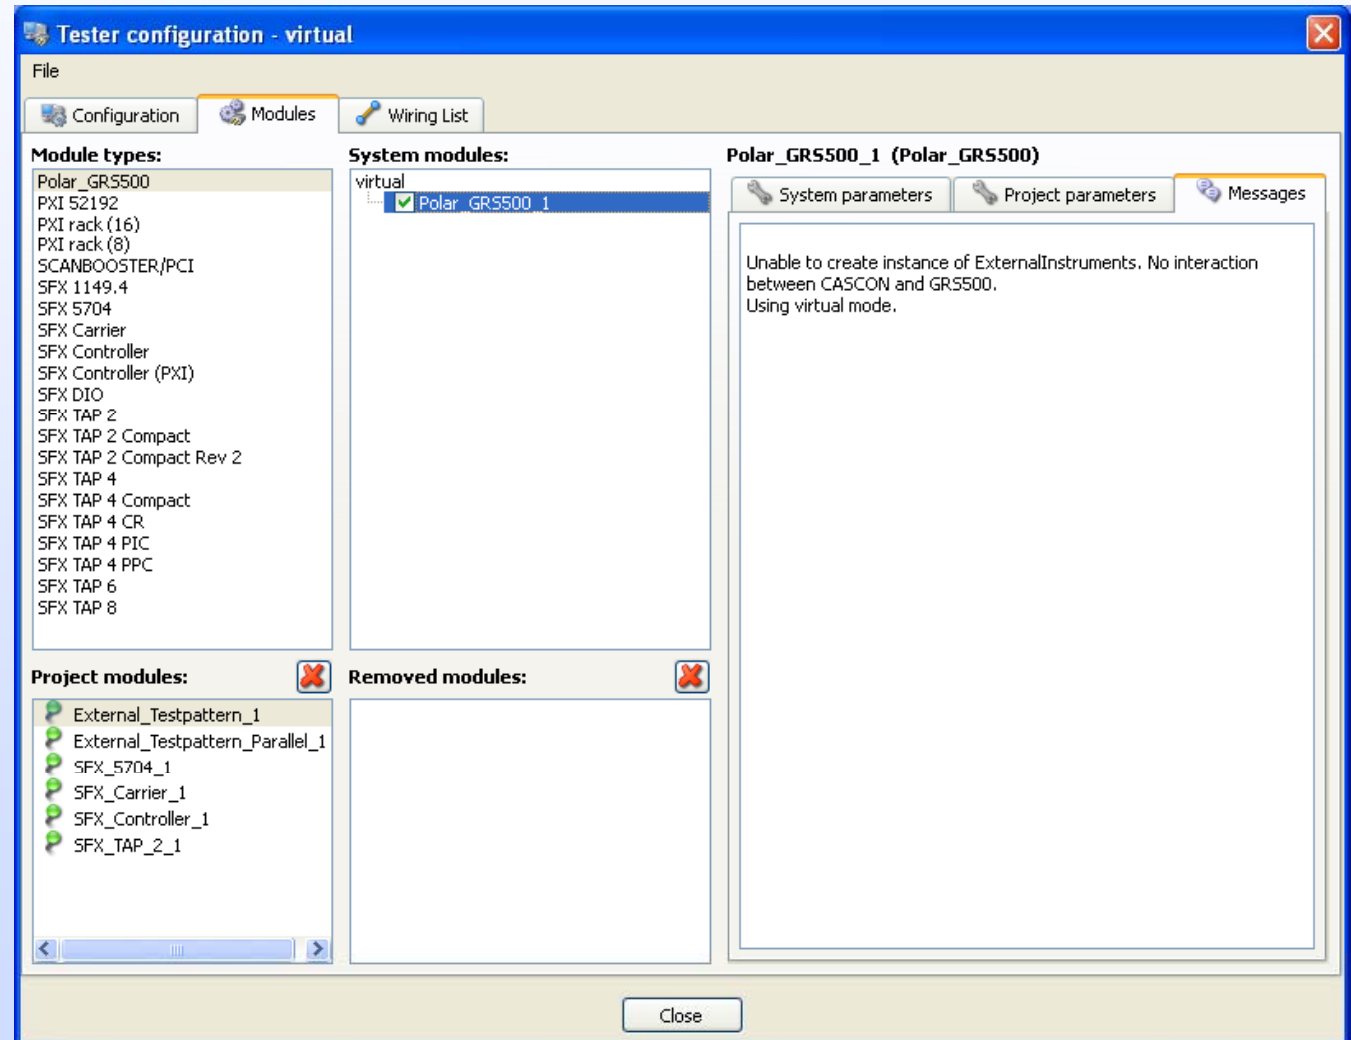 Tester configuration - virtual
File
Configuration
Modules
Wiring List
Module types:
Polar_GRS500
PXI 52192
PXI rack (16)
PXI rack (8)
SCANBOOSTER/PCI
SFX 1149.4
SFX 5704
SFX Carrier
SFX Controller
SFX Controller (PXI)
SFX DIO
SFX TAP 2
SFX TAP 2 Compact
SFX TAP 2 Compact Rev 2
SFX TAP 4
SFX TAP 4 Compact
SFX TAP 4 CR
SFX TAP 4 PIC
SFX TAP 4 PPC
SFX TAP 6
SFX TAP 8
System modules:
virtual
Polar_GRS500_1
Polar_GRS500_1 (Polar_GRS500)
System parameters
Project parameters
Messages
Unable to create instance of ExternalInstruments. No interaction
between CASCON and GRS500.
Using virtual mode.
Project modules:
External_Testpattern_1
External_Testpattern_Parallel_1
SFX_5704_1
SFX_Carrier_1
SFX_Controller_1
SFX_TAP_2_1
Removed modules:
Close